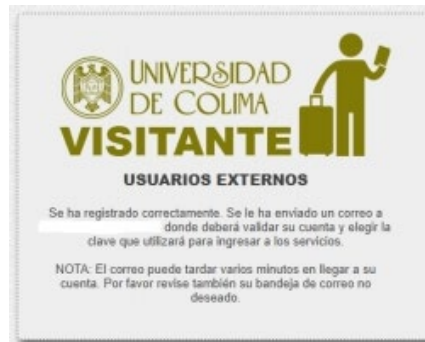 UNIVERSIDAD
DE COLIMA
VISITANTE
USUARIOS EXTERNOS
Se ha registrado correctamente. Se le ha enviado un correo a
donde deberá validar su cuenta y elegir la
clave que utilizará para ingresar a los servicios.
NOTA: El correo puede tardar varios minutos en llegar a su
cuenta. Por favor revise también su bandeja de correo no
deseado.